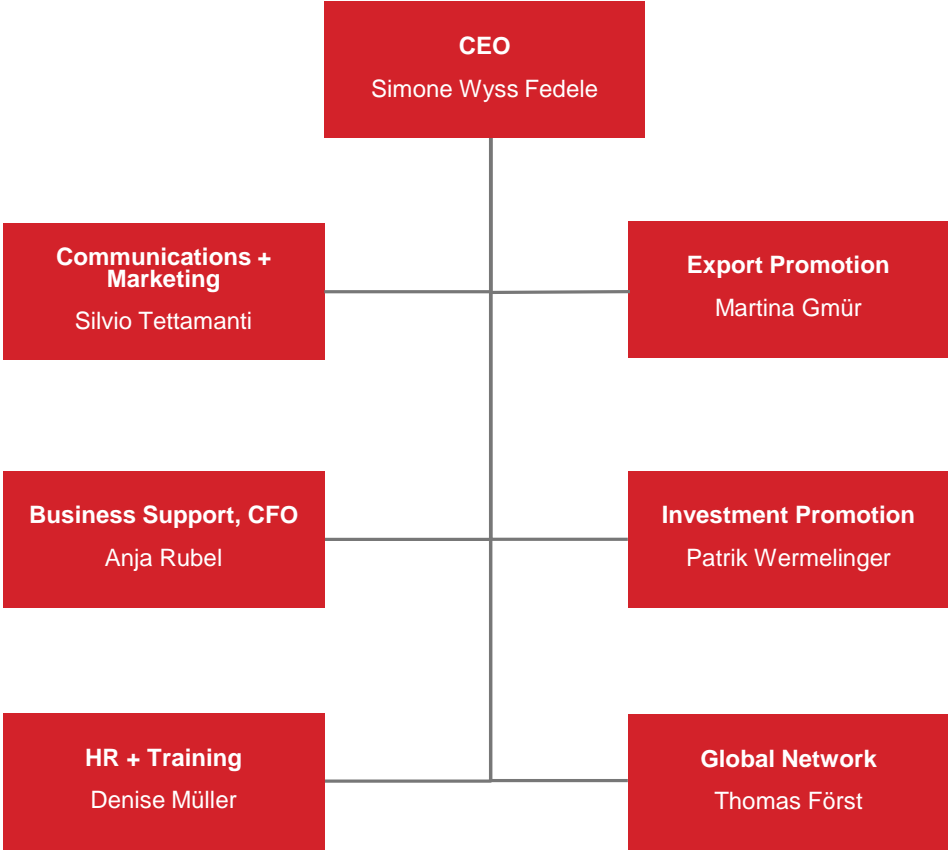 CEO
Simone Wyss Fedele
Communications +
Marketing
Silvio Tettamanti
Export Promotion
Martina Gmür
Business Support, CFO
Anja Rubel
Investment Promotion
Patrik Wermelinger
HR + Training
Denise Müller
Global Network
Thomas Först